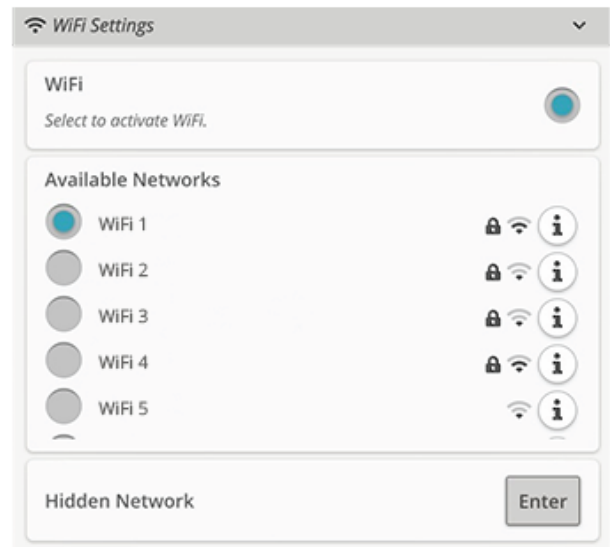 WiFi Settings
WiFi
Select to activate WiFi.
Available Networks
WiFi 1
WiFi 2
WiFi 3
WiFi 4
WiFi 5
Hidden Network
Enter